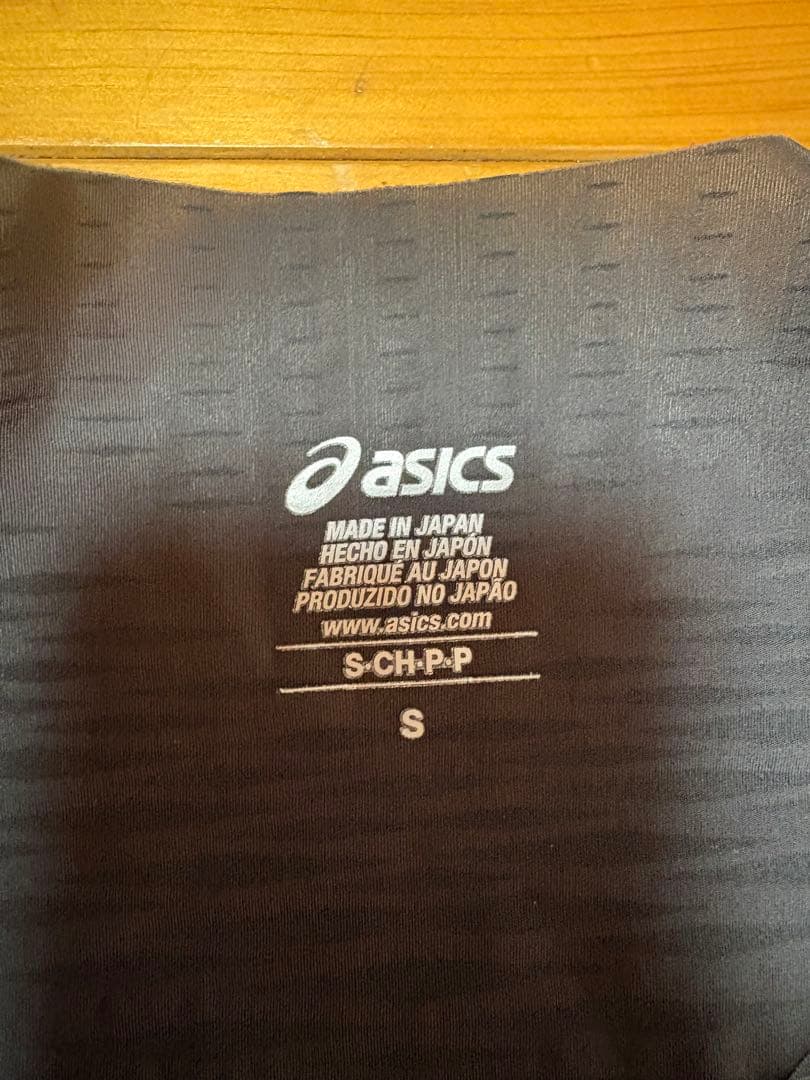 asics
MADE IN JAPAN
HECHO EN JAPÓN
FABRIQUÉ AU JAPON
PRODUZIDO NO JAPÃO
www.asics.com
S·CH·P·P
S